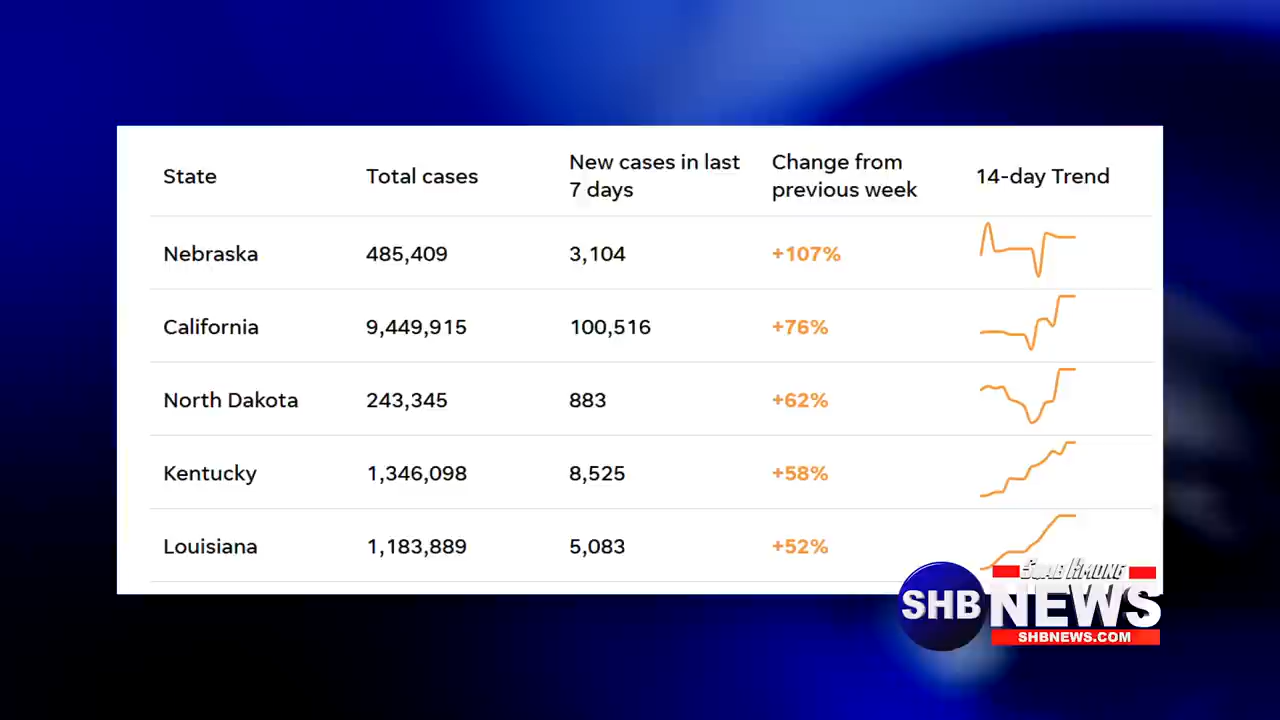 State Total cases New cases in last 7 days Change from previous week 14-day Trend
Nebraska 485,409 3,104 +107%
California 9,449,915 100,516 +76%
North Dakota 243,345 883 +62%
Kentucky 1,346,098 8,525 +58%
Louisiana 1,183,889 5,083 +52%
SUAB HMONG
SHB NEWS
SHBNEWS.COM